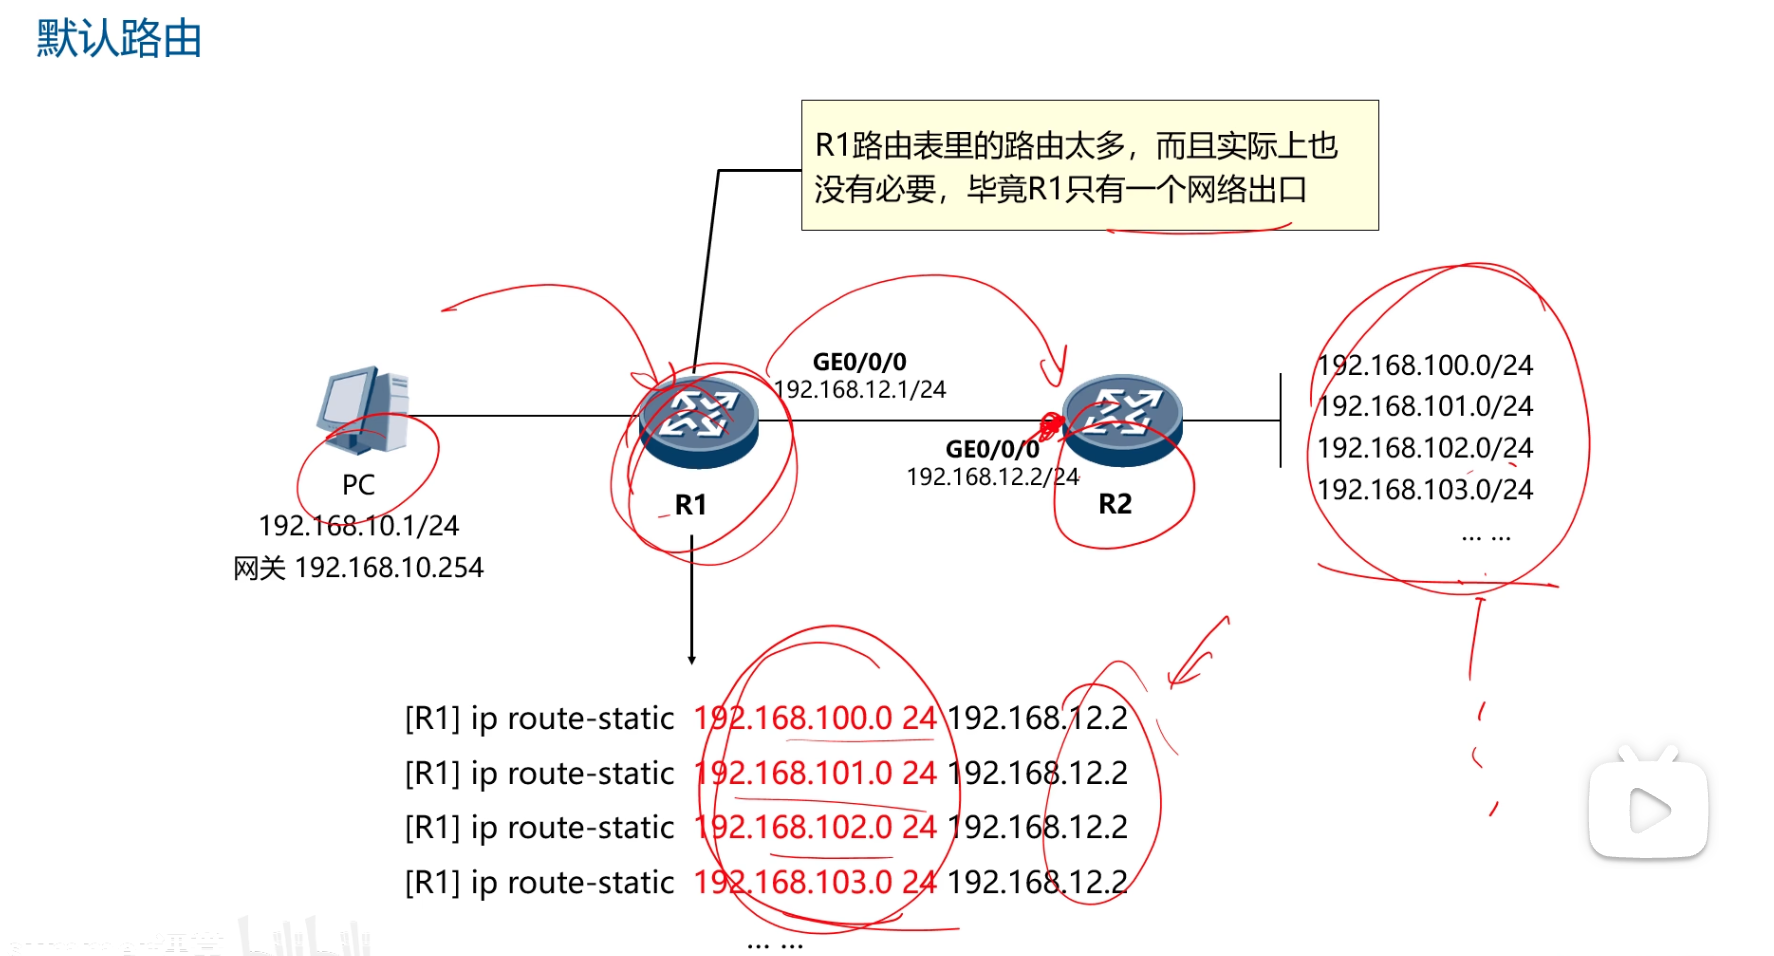 默认路由
R1路由表里的路由太多，而且实际上也
没有必要，毕竟R1只有一个网络出口
GE0/0/0
192.168.12.1/24
GE0/0/0
192.168.12.2/24
PC
192.168.10.1/24
网关 192.168.10.254
R1
R2
192.168.100.0/24
192.168.101.0/24
192.168.102.0/24
192.168.103.0/24
... ...
[R1] ip route-static 192.168.100.0 24 192.168.12.2
[R1] ip route-static 192.168.101.0 24 192.168.12.2
[R1] ip route-static 192.168.102.0 24 192.168.12.2
[R1] ip route-static 192.168.103.0 24 192.168.12.2
... ...